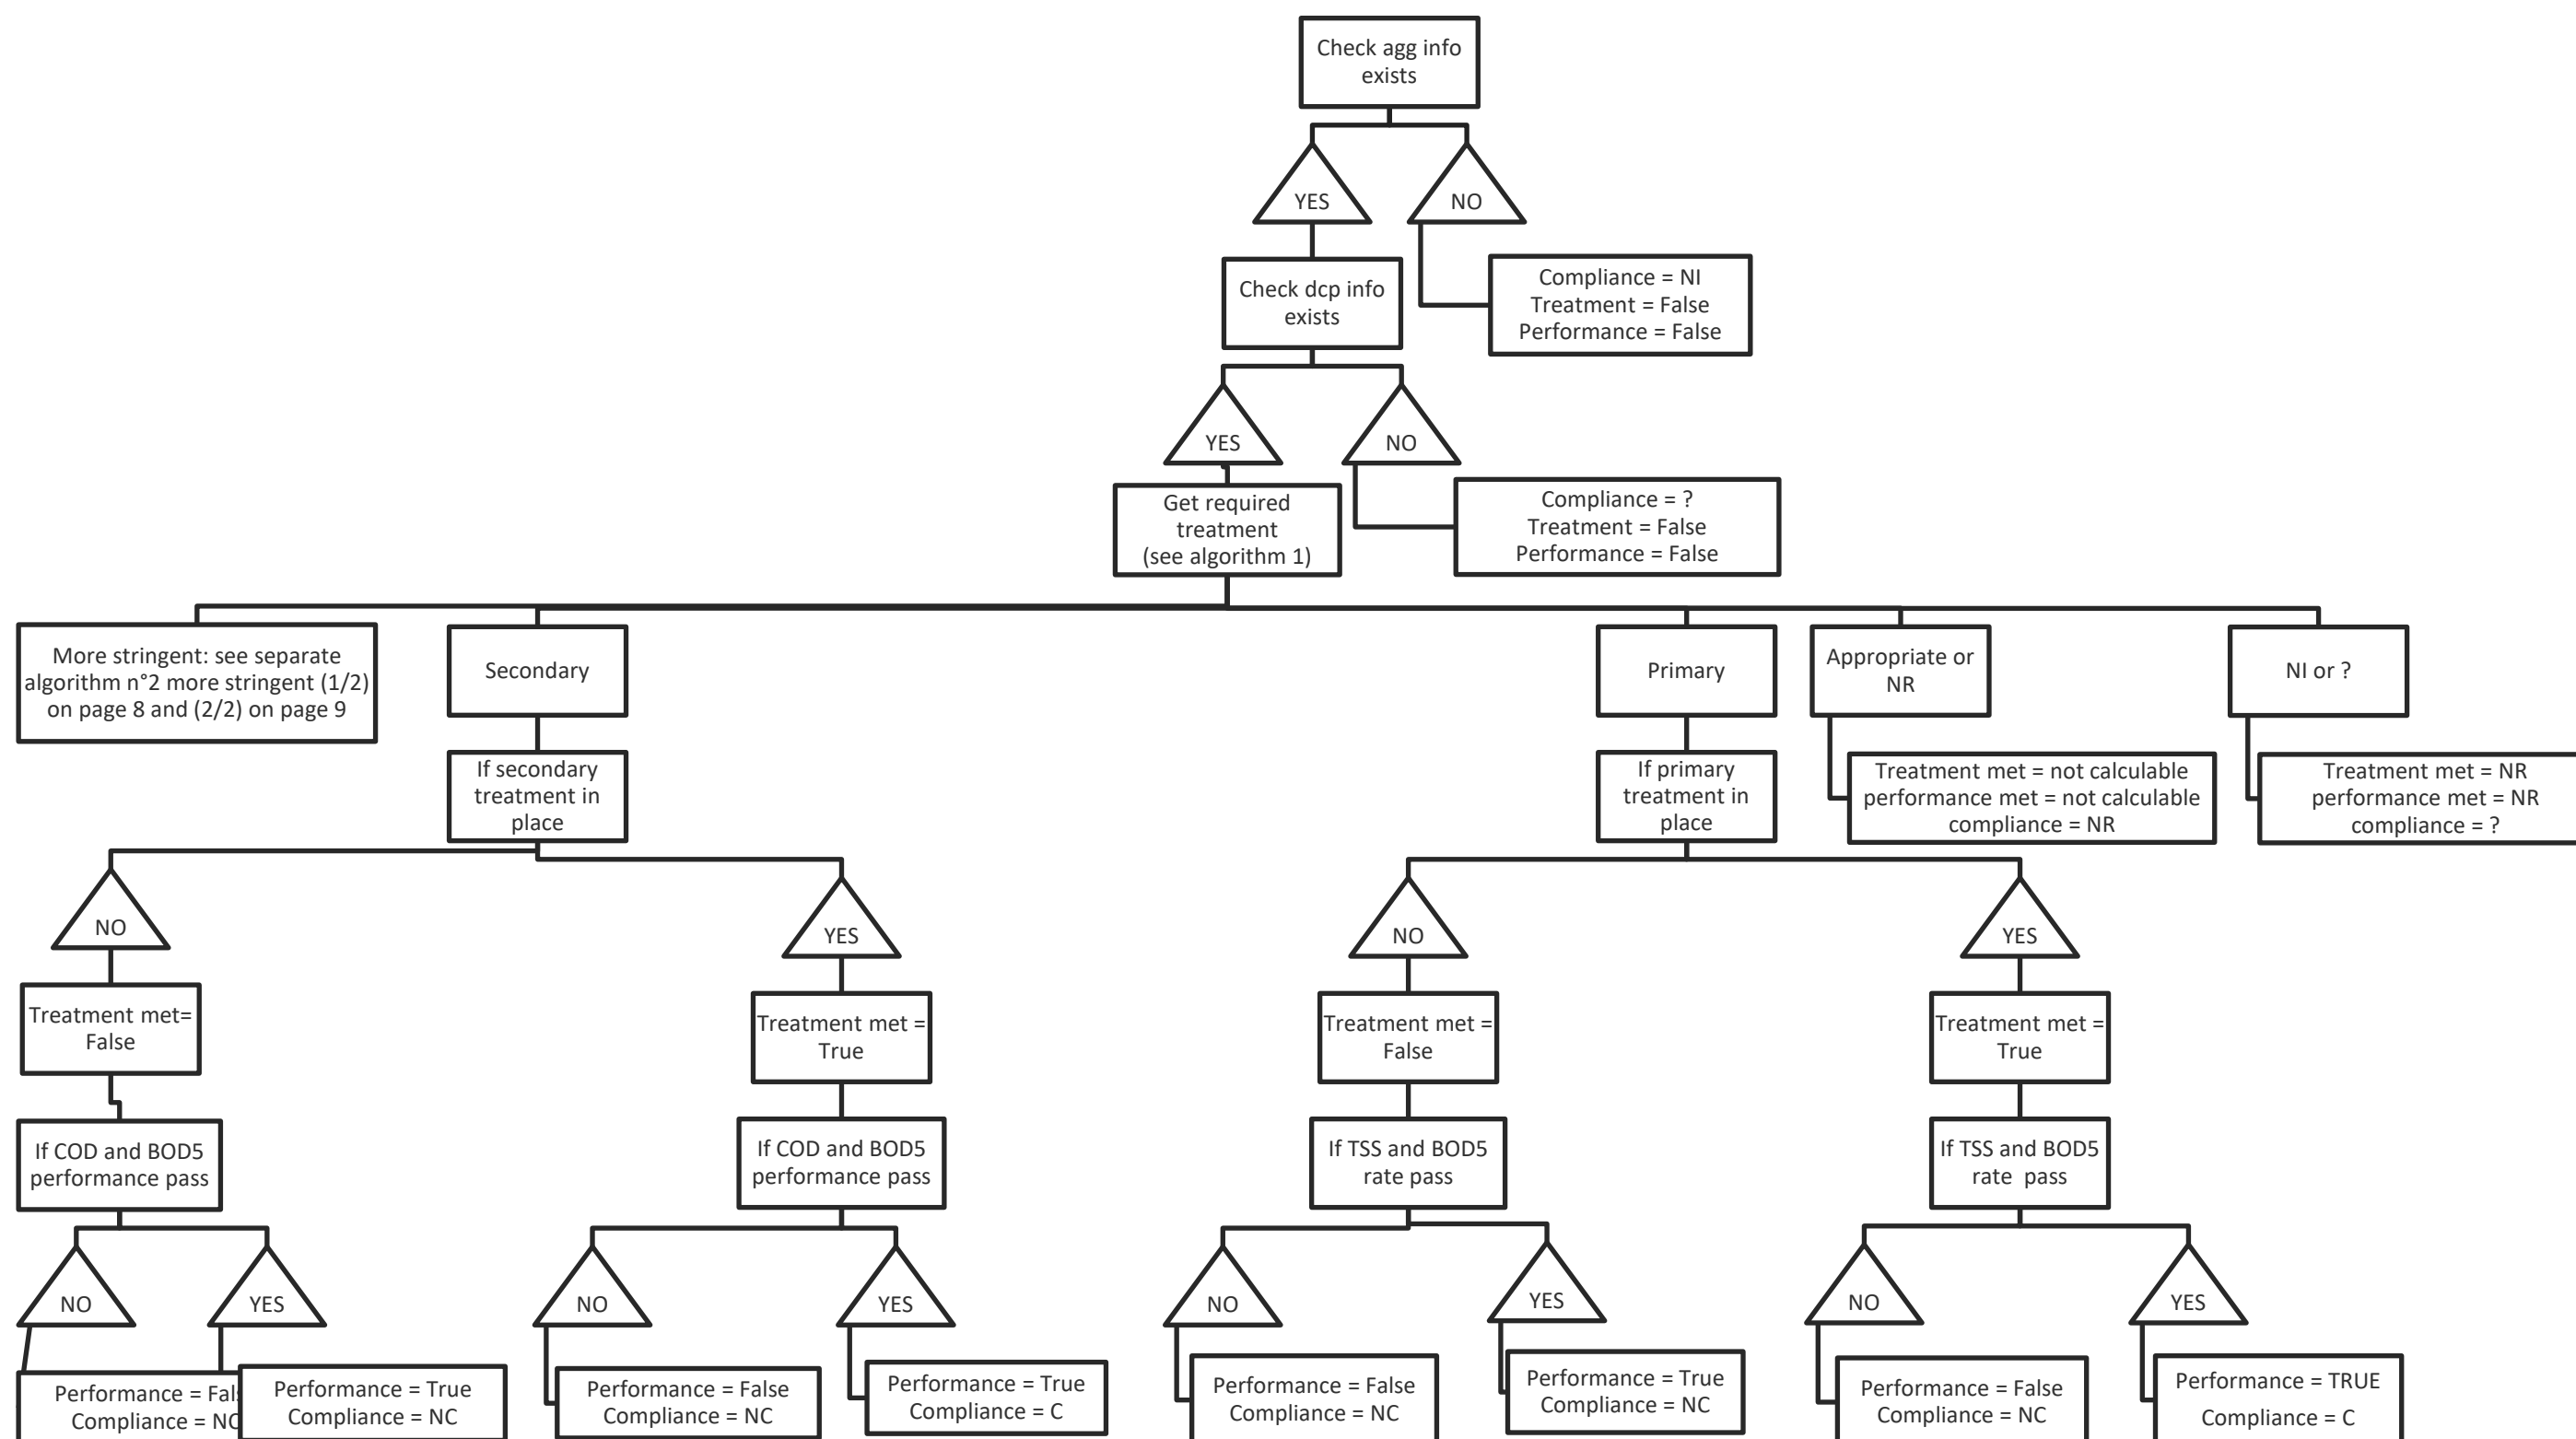 Check agg info
exists
YES
NO
Check dcp info
exists
Compliance = NI
Treatment = False
Performance = False
YES
NO
Get required
treatment
(see algorithm 1)
Compliance = ?
Treatment = False
Performance = False
More stringent: see separate
algorithm n°2 more stringent (1/2)
on page 8 and (2/2) on page 9
Secondary
Primary
Appropriate or
NR
NI or ?
If secondary
treatment in
place
If primary
treatment in
place
Treatment met = not calculable
performance met = not calculable
compliance = NR
Treatment met = NR
performance met = NR
compliance = ?
NO
YES
NO
YES
Treatment met=
False
Treatment met =
True
Treatment met =
False
Treatment met =
True
If COD and BOD5
performance pass
If COD and BOD5
performance pass
If TSS and BOD5
rate pass
If TSS and BOD5
rate  pass
NO
YES
NO
YES
NO
YES
NO
YES
Performance =
Compliance = NC
Performance = True
Compliance = NC
Performance = False
Compliance = NC
Performance = True
Compliance = C
Performance = False
Compliance = NC
Performance = True
Compliance = NC
Performance = False
Compliance = NC
Performance = TRUE
Compliance = C